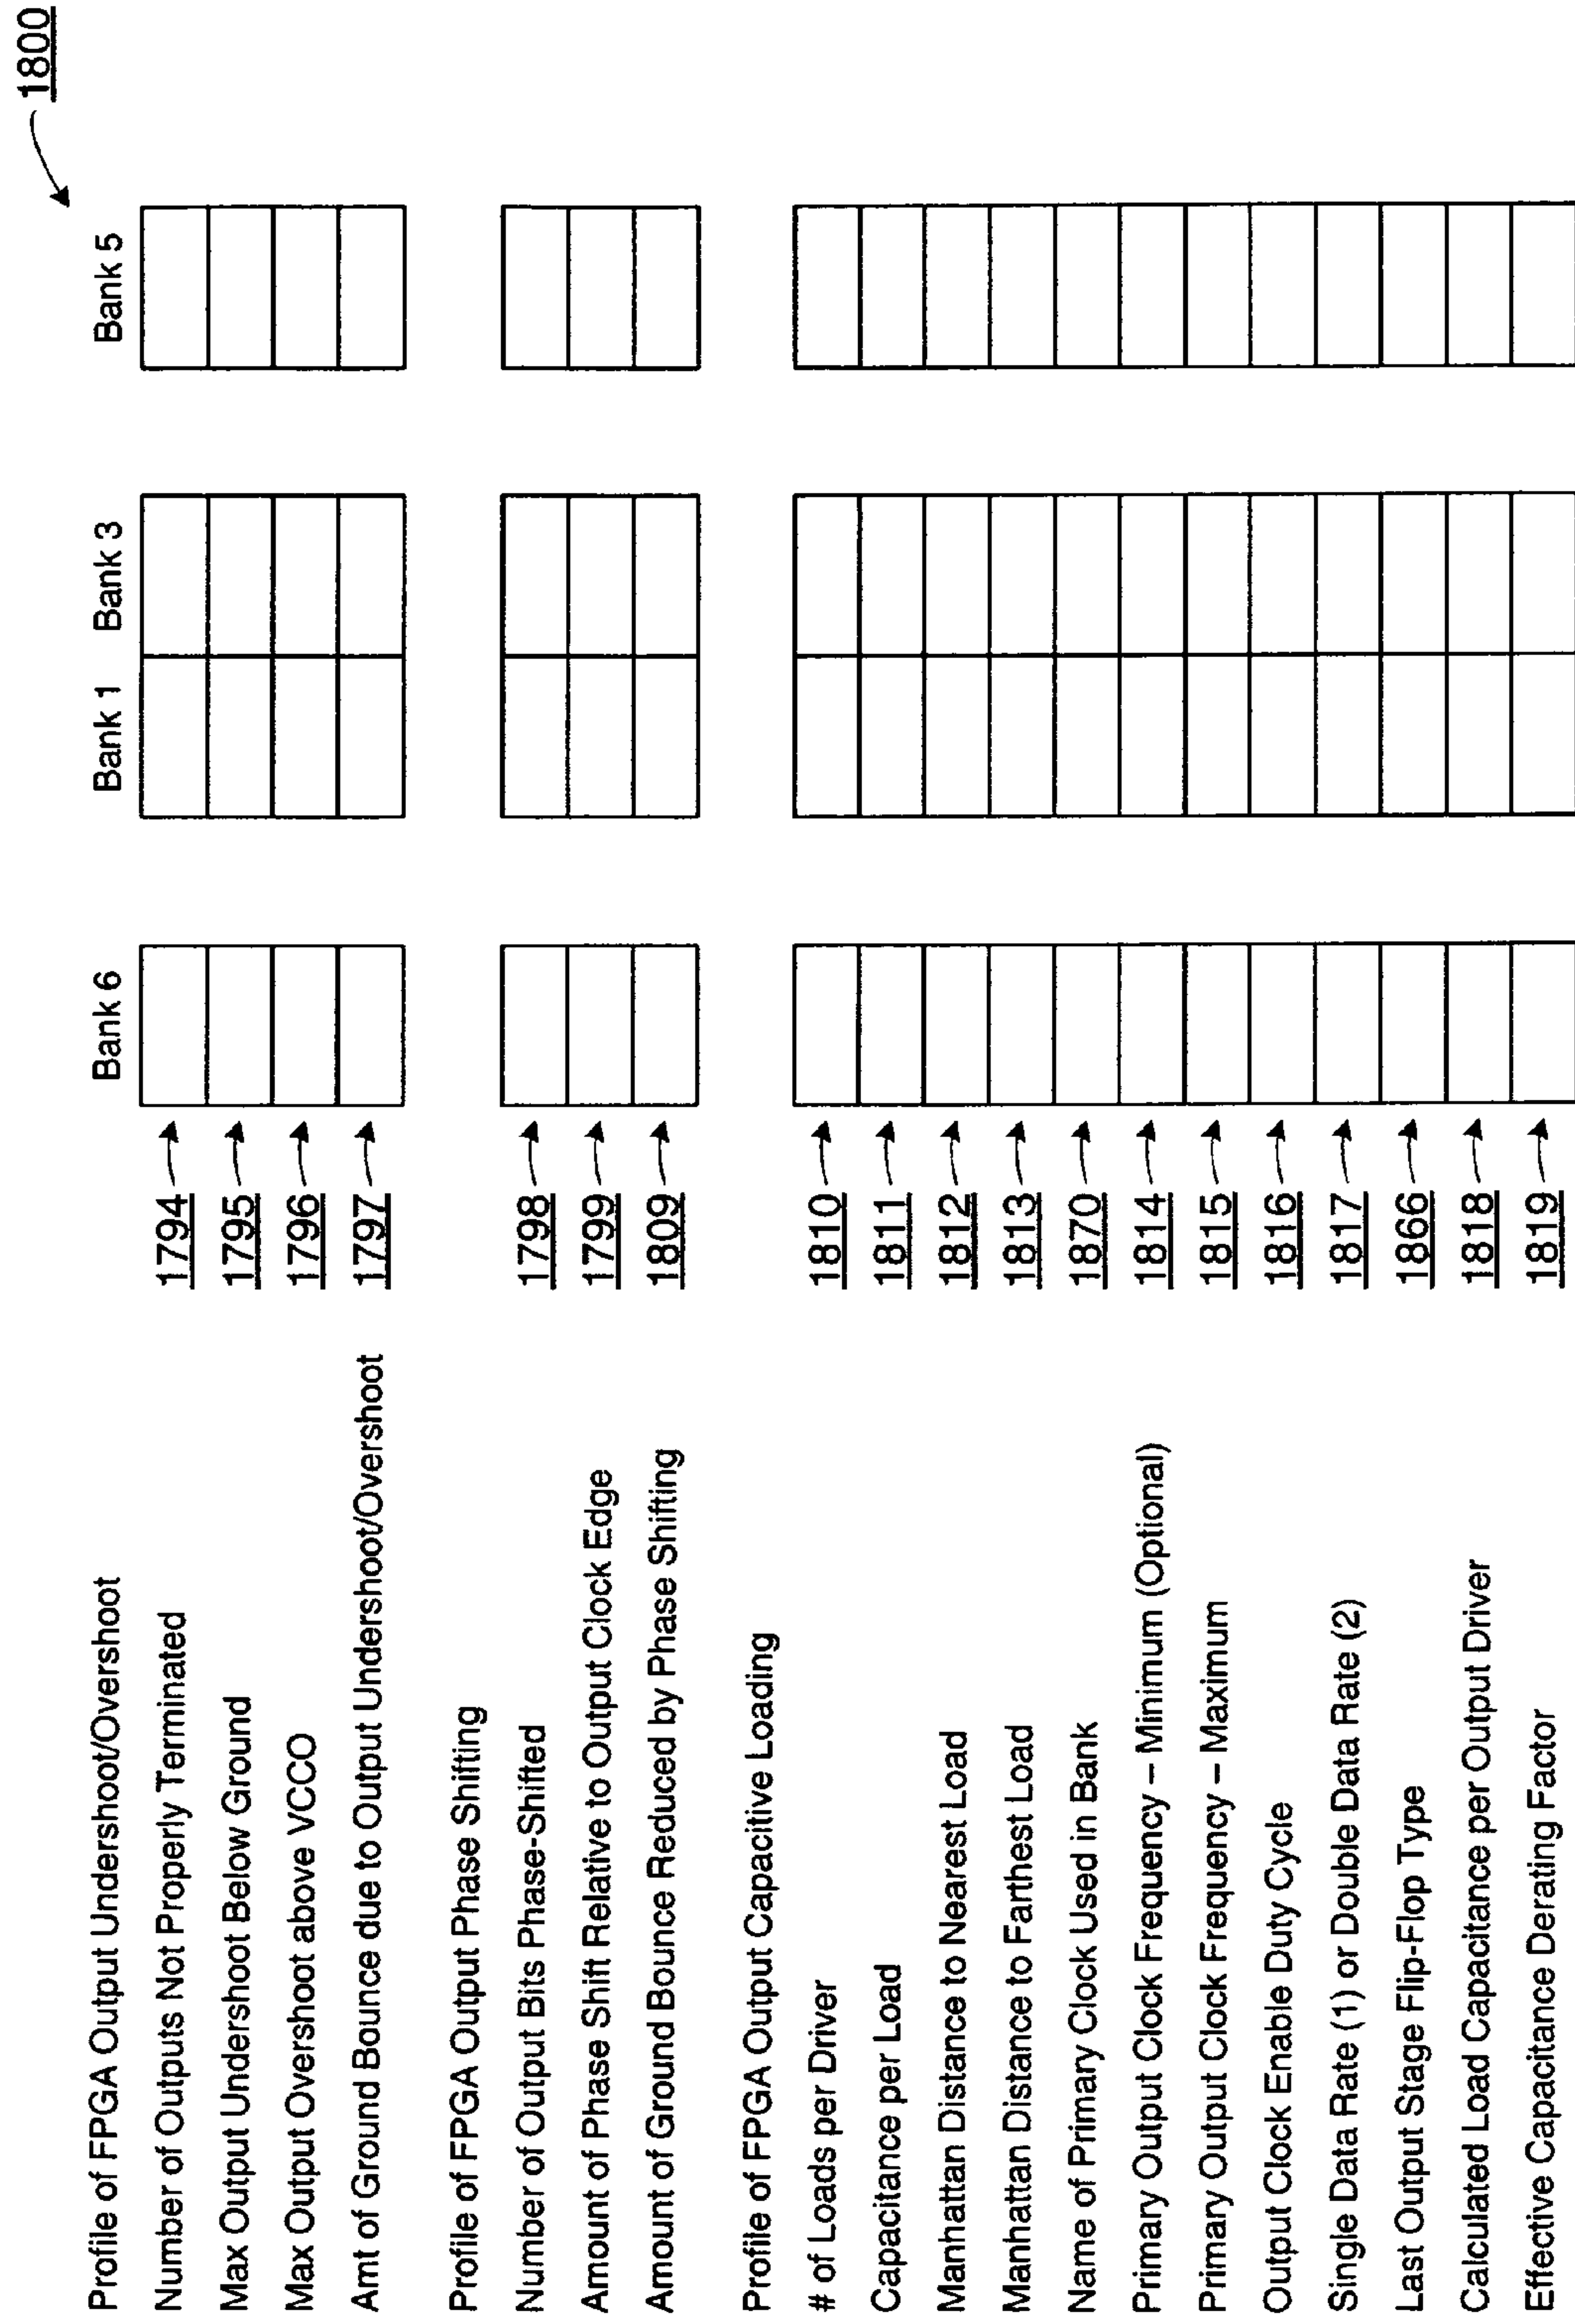 1800
Bank 6 Bank 1 Bank 3 Bank 5
Profile of FPGA Output Undershoot/Overshoot
Number of Outputs Not Properly Terminated 1794
Max Output Undershoot Below Ground 1795
Max Output Overshoot above VCCO 1796
Amt of Ground Bounce due to Output Undershoot/Overshoot 1797
Profile of FPGA Output Phase Shifting
Number of Output Bits Phase-Shifted 1798
Amount of Phase Shift Relative to Output Clock Edge 1799
Amount of Ground Bounce Reduced by Phase Shifting 1809
Profile of FPGA Output Capacitive Loading
# of Loads per Driver 1810
Capacitance per Load 1811
Manhattan Distance to Nearest Load 1812
Manhattan Distance to Farthest Load 1813
Name of Primary Clock Used in Bank 1870
Primary Output Clock Frequency – Minimum (Optional) 1814
Primary Output Clock Frequency – Maximum 1815
Output Clock Enable Duty Cycle 1816
Single Data Rate (1) or Double Data Rate (2) 1817
Last Output Stage Flip-Flop Type 1866
Calculated Load Capacitance per Output Driver 1818
Effective Capacitance Derating Factor 1819